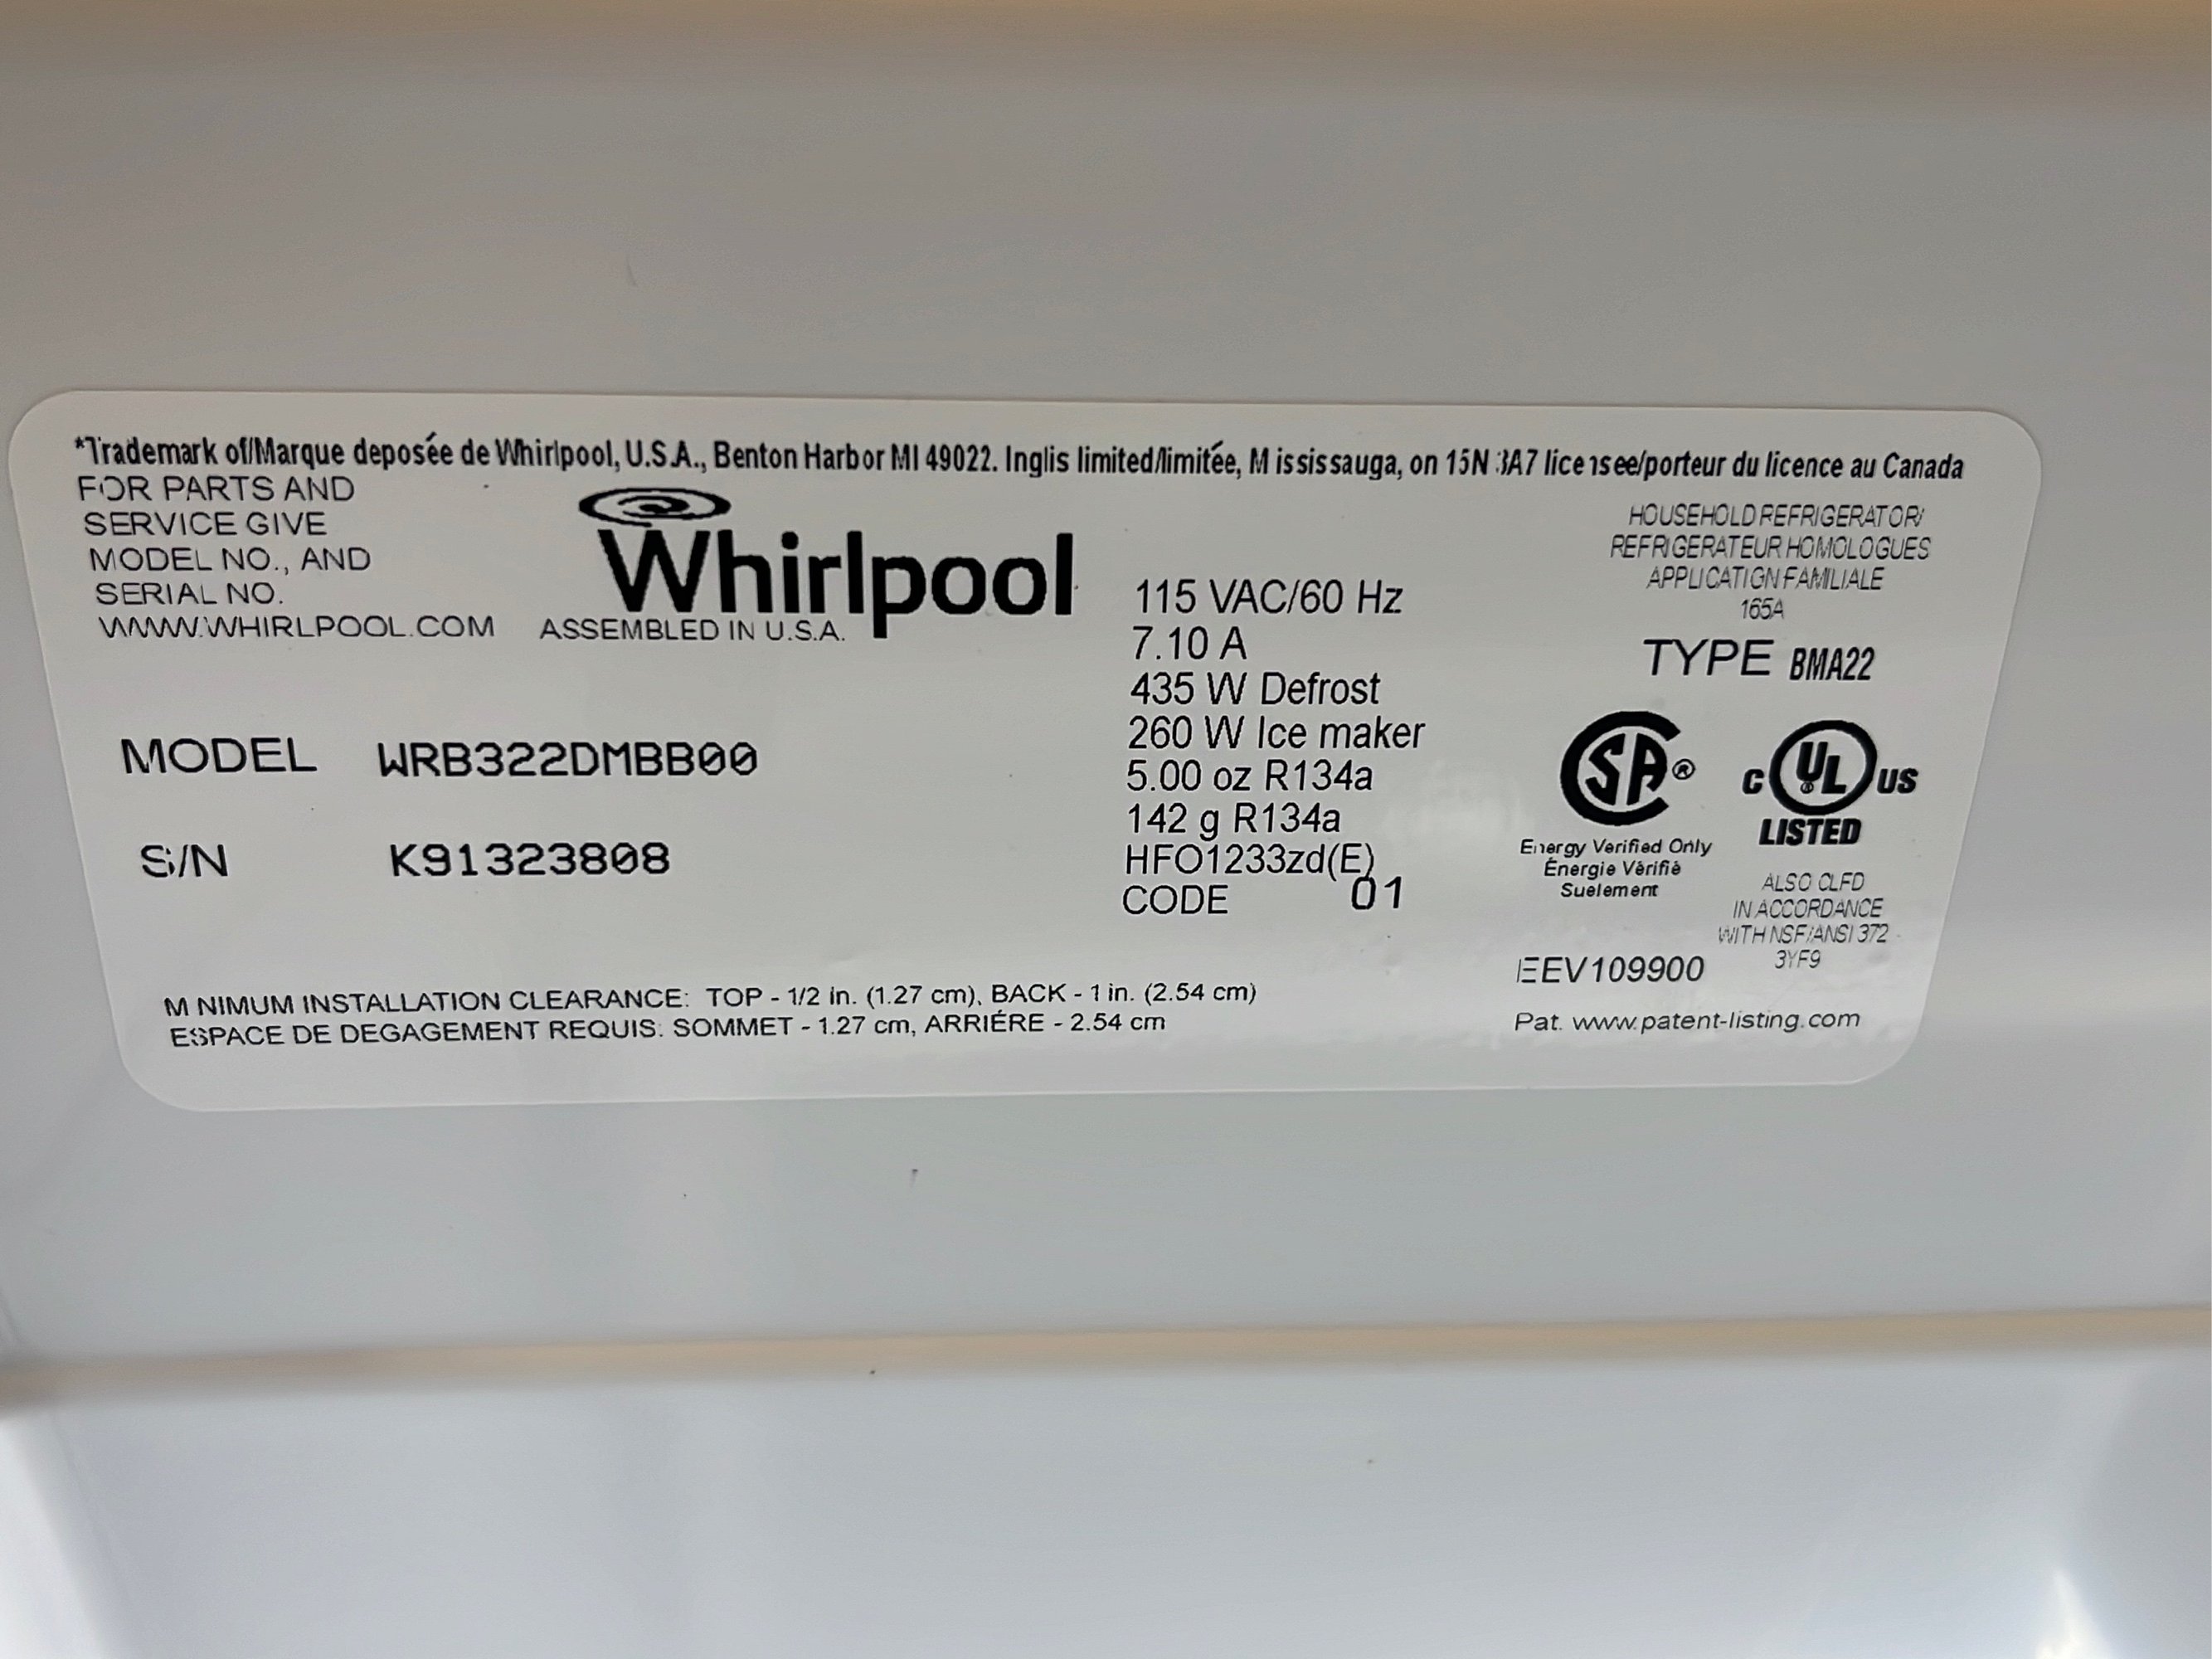 *Trademark of/Marque deposée de Whirlpool, U.S.A., Benton Harbor MI 49022. Inglis limited/limitée, Mississauga, on 15N 3A7 licensee/porteur du licence au Canada
FOR PARTS AND
SERVICE GIVE
MODEL NO., AND
SERIAL NO.
WWW.WHIRLPOOL.COM
Whirlpool
ASSEMBLED IN U.S.A.
MODEL WRB322DMBB00
S/N K91323808
115 VAC/60 Hz
7.10 A
435 W Defrost
260 W Ice maker
5.00 oz R134a
142 g R134a
HFO1233zd(E)
CODE 01
HOUSEHOLD REFRIGERATOR/
REFRIGERATEUR HOMOLOGUES
APPLICATION FAMILIALE
165A
TYPE BMA22
SA®
Energy Verified Only
Énergie Vèrifiè
Suelement
C UL® US
LISTED
ALSO CLFD
IN ACCORDANCE
WITH NSF/ANSI 372
3YF9
EEV109900
Pat. www.patent-listing.com
MINIMUM INSTALLATION CLEARANCE: TOP - 1/2 in. (1.27 cm), BACK - 1 in. (2.54 cm)
ESPACE DE DEGAGEMENT REQUIS: SOMMET - 1.27 cm, ARRIÉRE - 2.54 cm